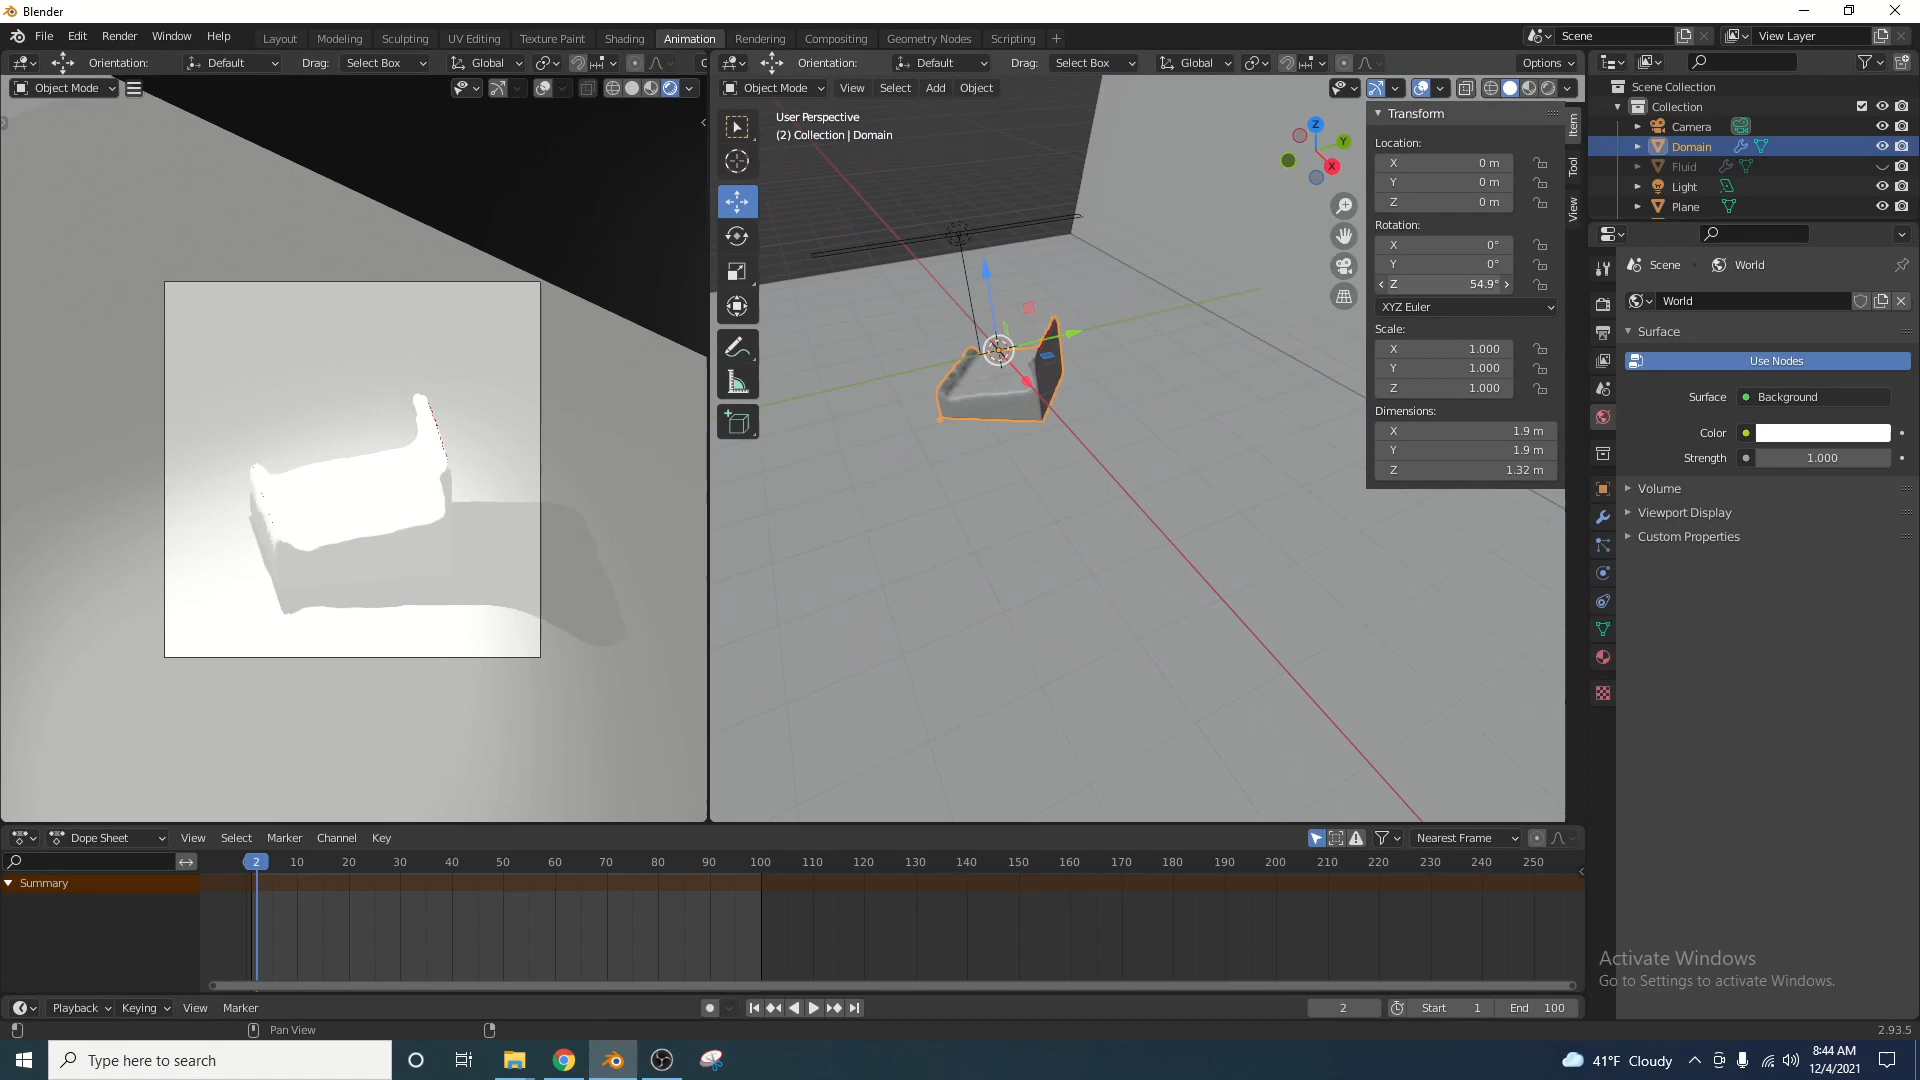 Blender
File Edit Render Window Help
Layout Modeling Sculpting UV Editing Texture Paint Shading Animation Rendering Compositing Geometry Nodes Scripting
Scene View Layer
Orientation: Default Drag: Select Box Global
Orientation: Default Drag: Select Box Global Options
Object Mode
Object Mode View Select Add Object
User Perspective
(2) Collection | Domain
Z
Y
X
Transform
Location:
X 0 m
Y 0 m
Z 0 m
Rotation:
X 0°
Y 0°
Z 54.9°
XYZ Euler
Scale:
X 1.000
Y 1.000
Z 1.000
Dimensions:
X 1.9 m
Y 1.9 m
Z 1.32 m
Item
Tool
View
Scene Collection
Collection
Camera
Domain
Fluid
Light
Plane
Scene World
World
Surface
Use Nodes
Surface Background
Color
Strength 1.000
Volume
Viewport Display
Custom Properties
Dope Sheet View Select Marker Channel Key
Nearest Frame
2 10 20 30 40 50 60 70 80 90 100 110 120 130 140 150 160 170 180 190 200 210 220 230 240 250
Summary
Activate Windows
Go to Settings to activate Windows.
Playback Keying View Marker
2 Start 1 End 100
Pan View
2.93.5
Type here to search
41°F Cloudy
8:44 AM
12/4/2021